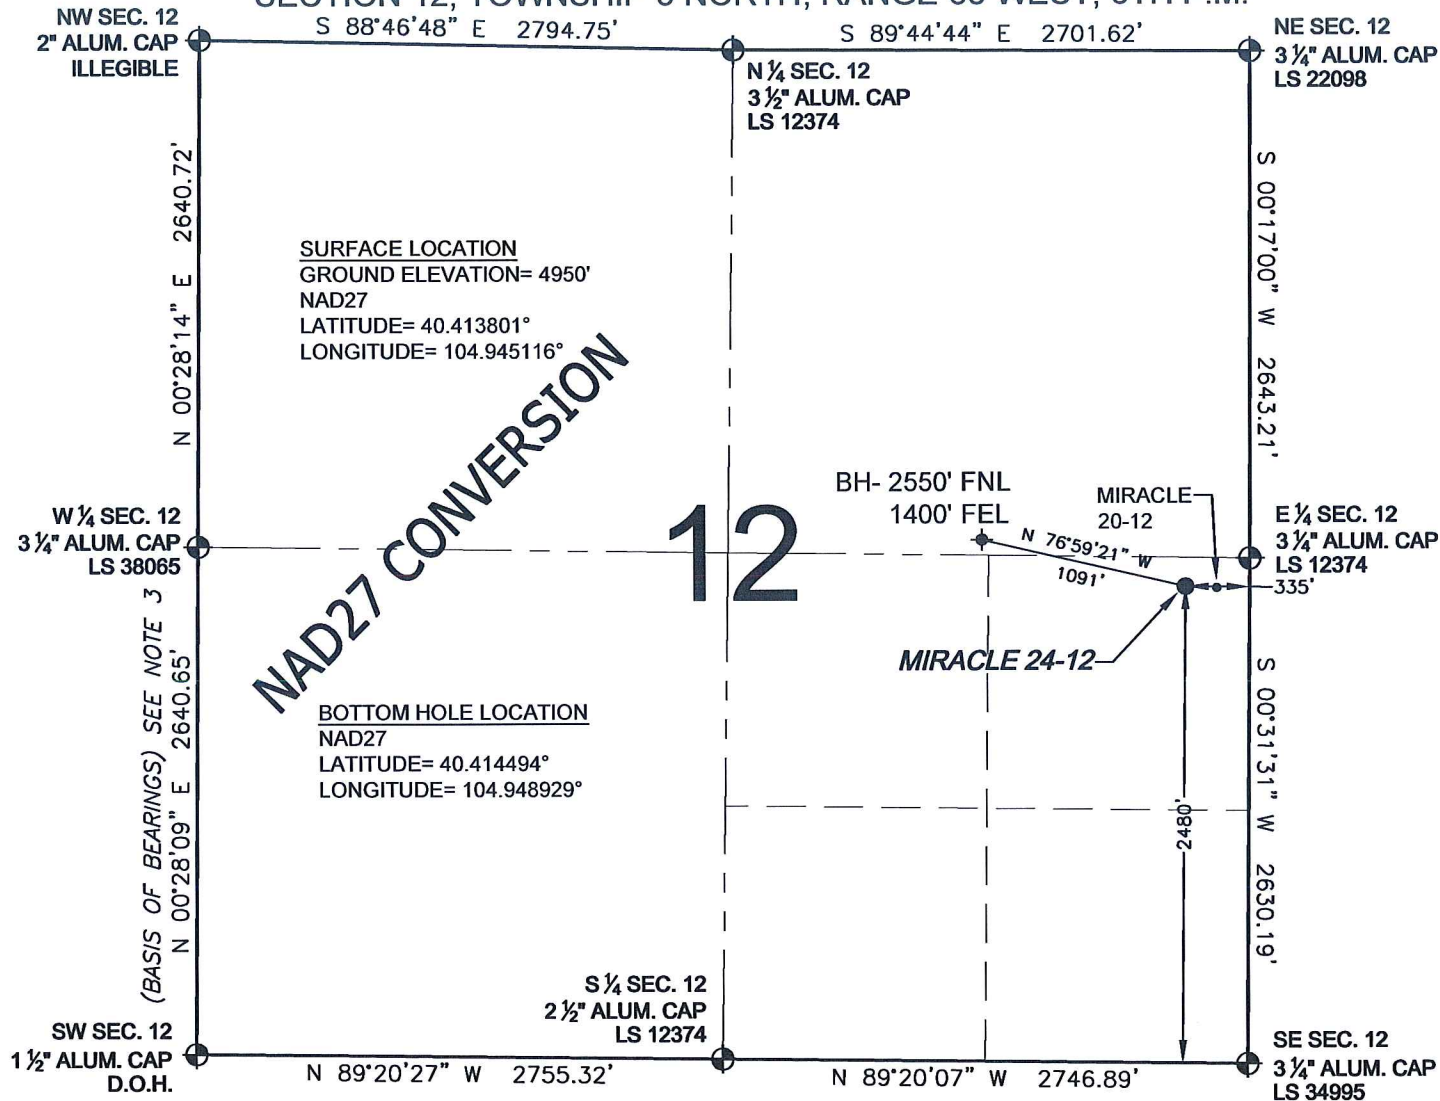 NW SEC. 12
2" ALUM. CAP
ILLEGIBLE
S 88°46'48" E 2794.75'
S 89°44'44" E 2701.62'
NE SEC. 12
3 ¼" ALUM. CAP
LS 22098
N ¼ SEC. 12
3 ½" ALUM. CAP
LS 12374
N 00°28'14" E 2640.72'
SURFACE LOCATION
GROUND ELEVATION= 4950'
NAD27
LATITUDE= 40.413801°
LONGITUDE= 104.945116°
NAD27 CONVERSION
S 00°17'00" W 2643.21'
BH- 2550' FNL
1400' FEL
MIRACLE
20-12
W ¼ SEC. 12
3 ¼" ALUM. CAP
LS 38065
12
N 76°59'21" W
1091'
E ¼ SEC. 12
3 ¼" ALUM. CAP
LS 12374
335'
MIRACLE 24-12
(BASIS OF BEARINGS) SEE NOTE 3
N 00°28'09" E 2640.65'
BOTTOM HOLE LOCATION
NAD27
LATITUDE= 40.414494°
LONGITUDE= 104.948929°
2480'
S 00°31'31" W 2630.19'
S ¼ SEC. 12
2 ½" ALUM. CAP
LS 12374
SW SEC. 12
1 ½" ALUM. CAP
D.O.H.
N 89°20'27" W 2755.32'
N 89°20'07" W 2746.89'
SE SEC. 12
3 ¼" ALUM. CAP
LS 34995